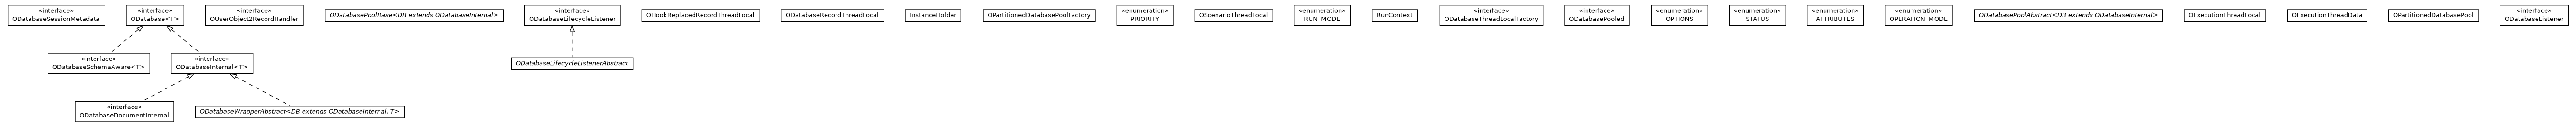 «interface»
ODatabaseSessionMetadata
«interface»
ODatabase<T>
«interface»
OUserObject2RecordHandler
ODatabasePoolBase<DB extends ODatabaseInternal>
«interface»
ODatabaseLifecycleListener
OHookReplacedRecordThreadLocal
ODatabaseRecordThreadLocal
InstanceHolder
OPartitionedDatabasePoolFactory
«enumeration»
PRIORITY
OScenarioThreadLocal
«enumeration»
RUN_MODE
RunContext
«interface»
ODatabaseThreadLocalFactory
«interface»
ODatabasePooled
«enumeration»
OPTIONS
«enumeration»
STATUS
«enumeration»
ATTRIBUTES
«enumeration»
OPERATION_MODE
ODatabasePoolAbstract<DB extends ODatabaseInternal>
OExecutionThreadLocal
OExecutionThreadData
OPartitionedDatabasePool
«interface»
ODatabaseListener
«interface»
ODatabaseSchemaAware<T>
«interface»
ODatabaseInternal<T>
ODatabaseLifecycleListenerAbstract
«interface»
ODatabaseDocumentInternal
ODatabaseWrapperAbstract<DB extends ODatabaseInternal, T>